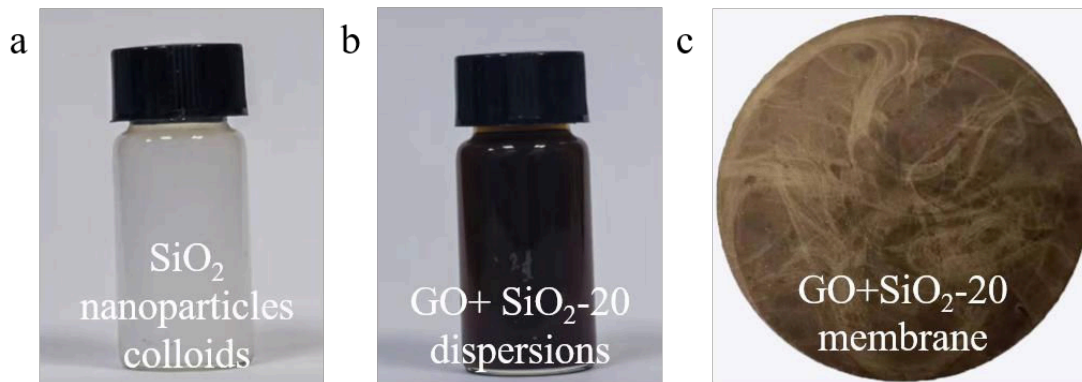 a
SiO₂
nanoparticles
colloids
b
GO+ SiO₂-20
dispersions
c
GO+SiO₂-20
membrane